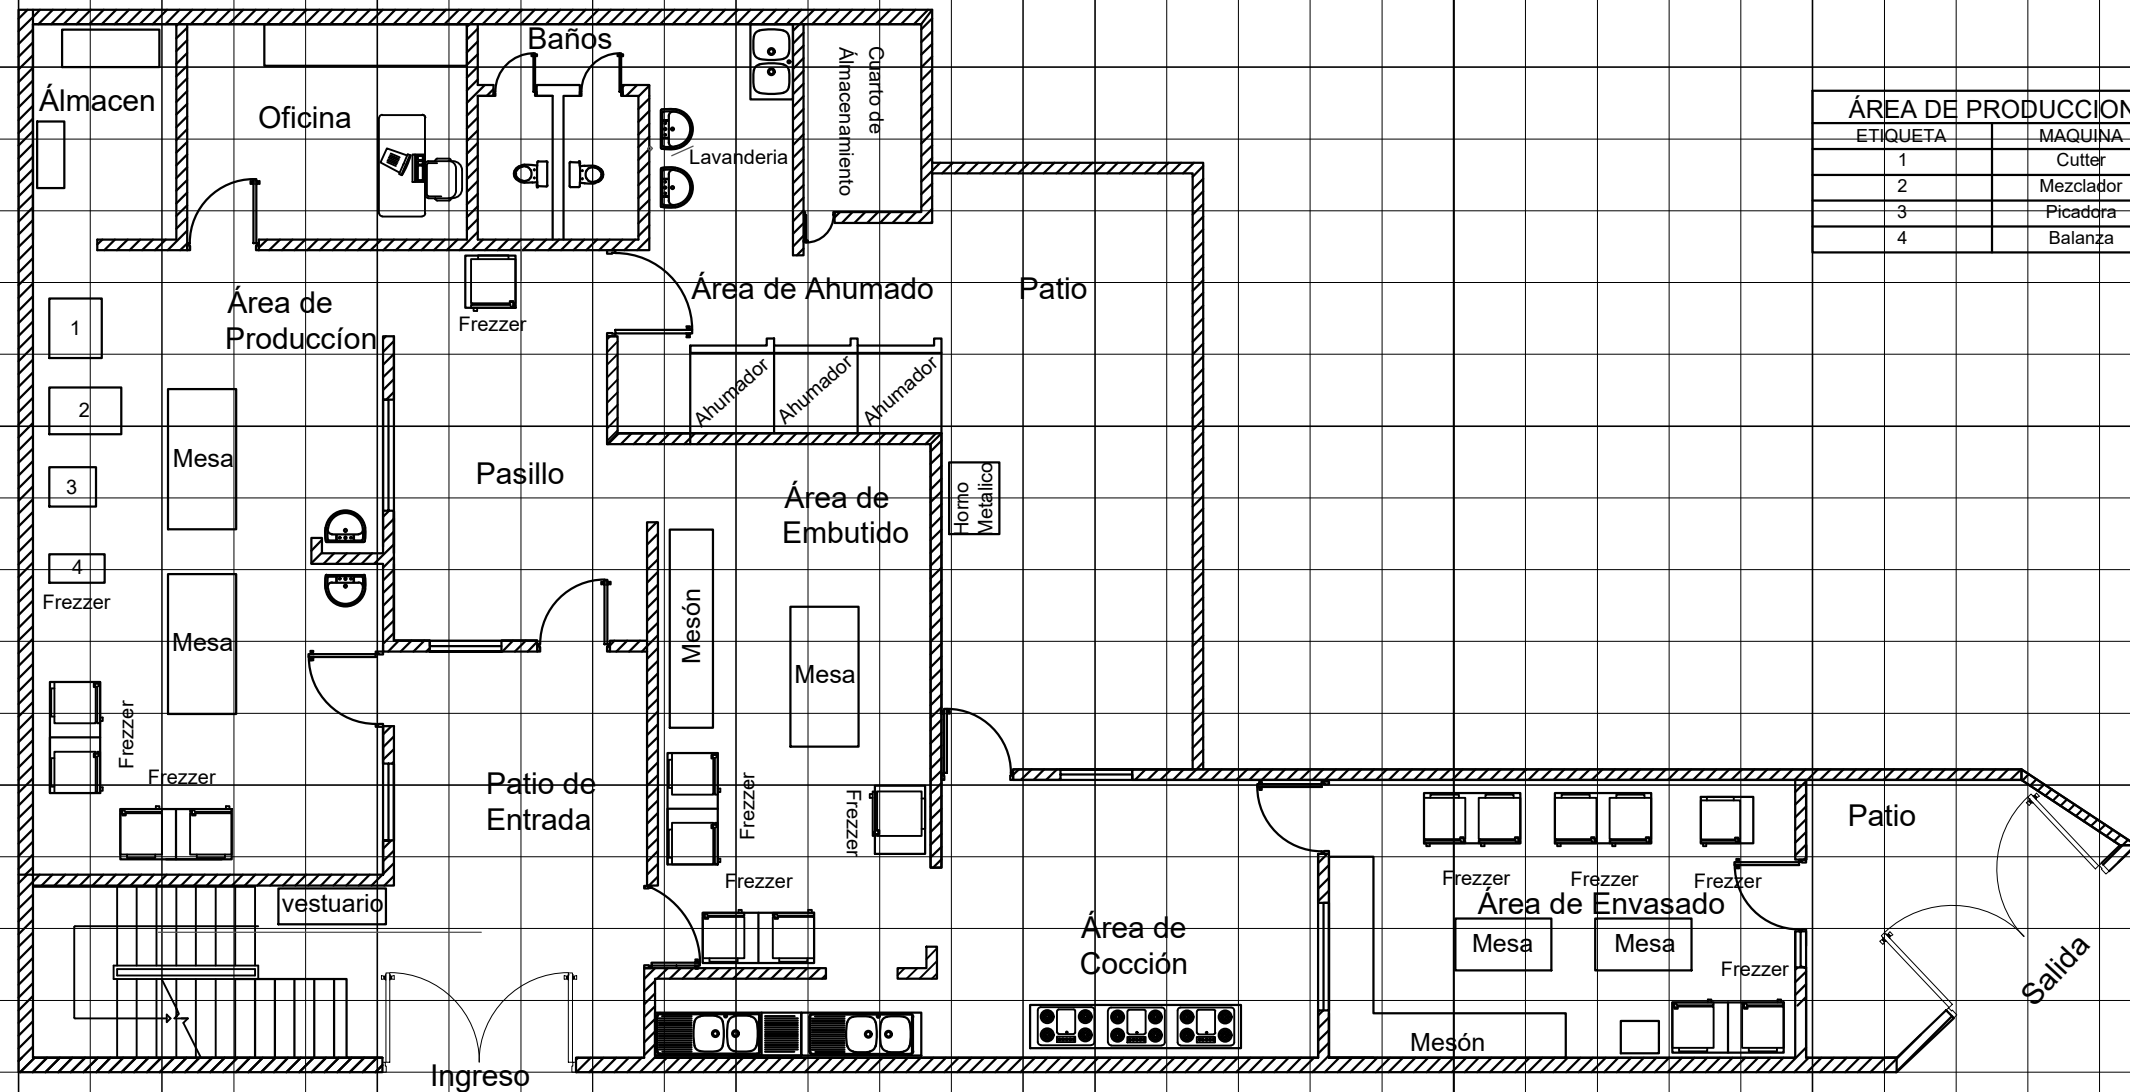 Baños
Álmacen
Oficina
Cuarto de
Álmacenamiento
Lavanderia
ÁREA DE PRODUCCION
ETIQUETA MAQUINA
1 Cutter
2 Mezclador
3 Picadora
4 Balanza
Área de
Produccíon
Frezzer
Área de Ahumado
Patio
1
2
3
4
Mesa
Ahumador
Ahumador
Ahumador
Pasillo
Área de
Embutido
Horno
Metalico
Frezzer
Mesa
Mesón
Mesa
Frezzer
Frezzer
Patio de
Entrada
Frezzer
Frezzer
Frezzer
vestuario
Ingreso
Área de
Cocción
Frezzer
Frezzer
Frezzer
Área de Envasado
Mesa
Mesa
Frezzer
Mesón
Patio
Salida